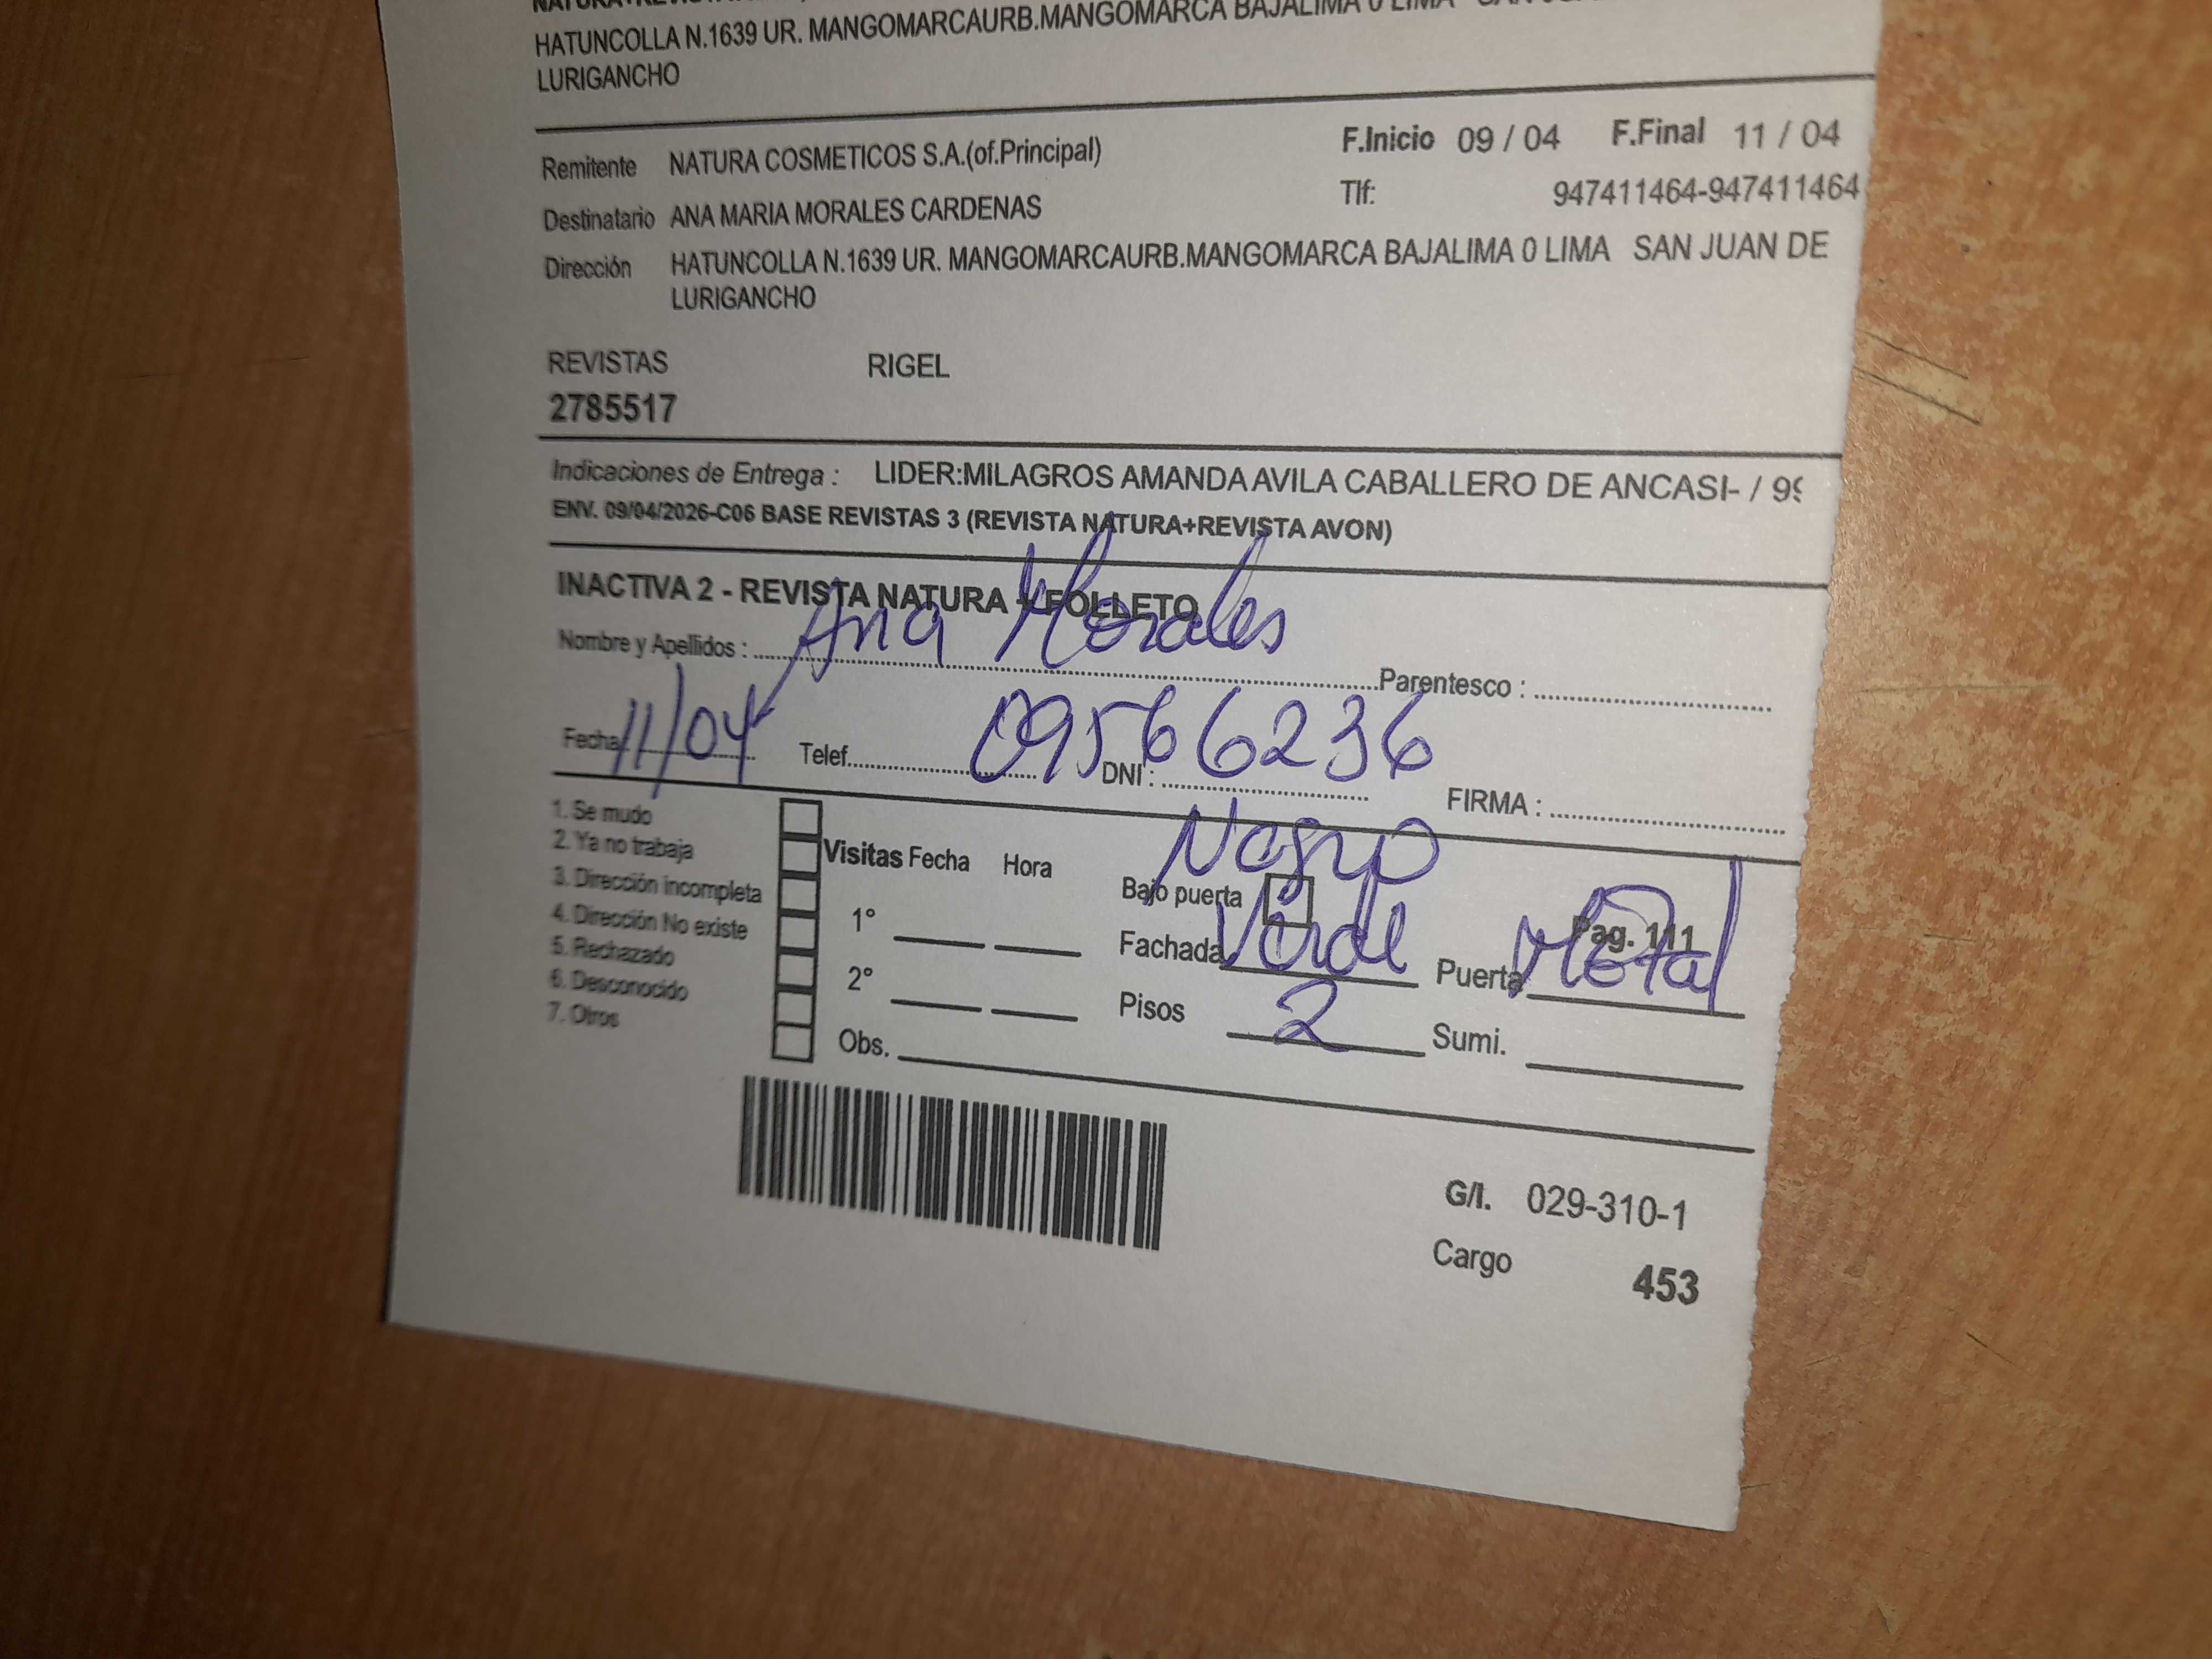 HATUNCOLLA N.1639 UR. MANGOMARCAURB.MANGOMARCA BAJALIMA 0 LIMA
LURIGANCHO
Remitente NATURA COSMETICOS S.A.(of.Principal) F.Inicio 09 / 04 F.Final 11 / 04
Destinatario ANA MARIA MORALES CARDENAS Tlf: 947411464-947411464
Dirección HATUNCOLLA N.1639 UR. MANGOMARCAURB.MANGOMARCA BAJALIMA 0 LIMA SAN JUAN DE
LURIGANCHO
REVISTAS RIGEL
2785517
Indicaciones de Entrega : LIDER:MILAGROS AMANDA AVILA CABALLERO DE ANCASI- / 99
ENV. 09/04/2026-C06 BASE REVISTAS 3 (REVISTA NATURA+REVISTA AVON)
INACTIVA 2 - REVISTA NATURA + FOLLETO
Nombre y Apellidos : Ana Morales Parentesco :
Fecha 11/04 Telef. DNI : 09566236 FIRMA :
1. Se mudo
2. Ya no trabaja
3. Dirección incompleta
4. Dirección No existe
5. Rechazado
6. Desconocido
7. Otros
Visitas Fecha Hora
1°
2°
Obs.
Negro
Bajo puerta
Pag. 111
Fachada Verde Puerta Metal
Pisos 2 Sumi.
G/I. 029-310-1
Cargo 453